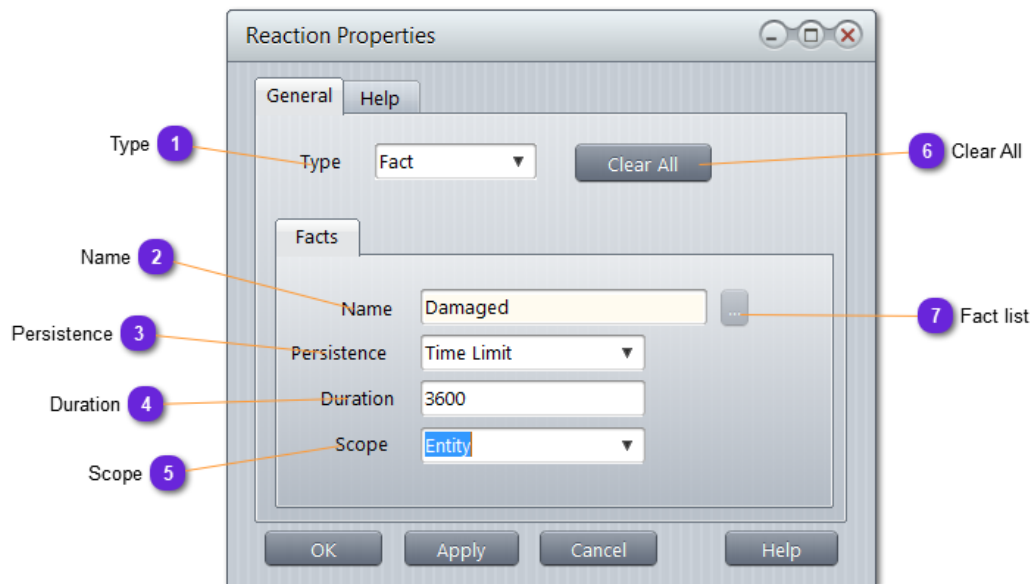 Reaction Properties
General Help
Type 1 Type Fact Clear All 6 Clear All
Facts
Name 2 Name Damaged ... 7 Fact list
Persistence 3 Persistence Time Limit
Duration 4 Duration 3600
Scope 5 Scope Entity
OK Apply Cancel Help